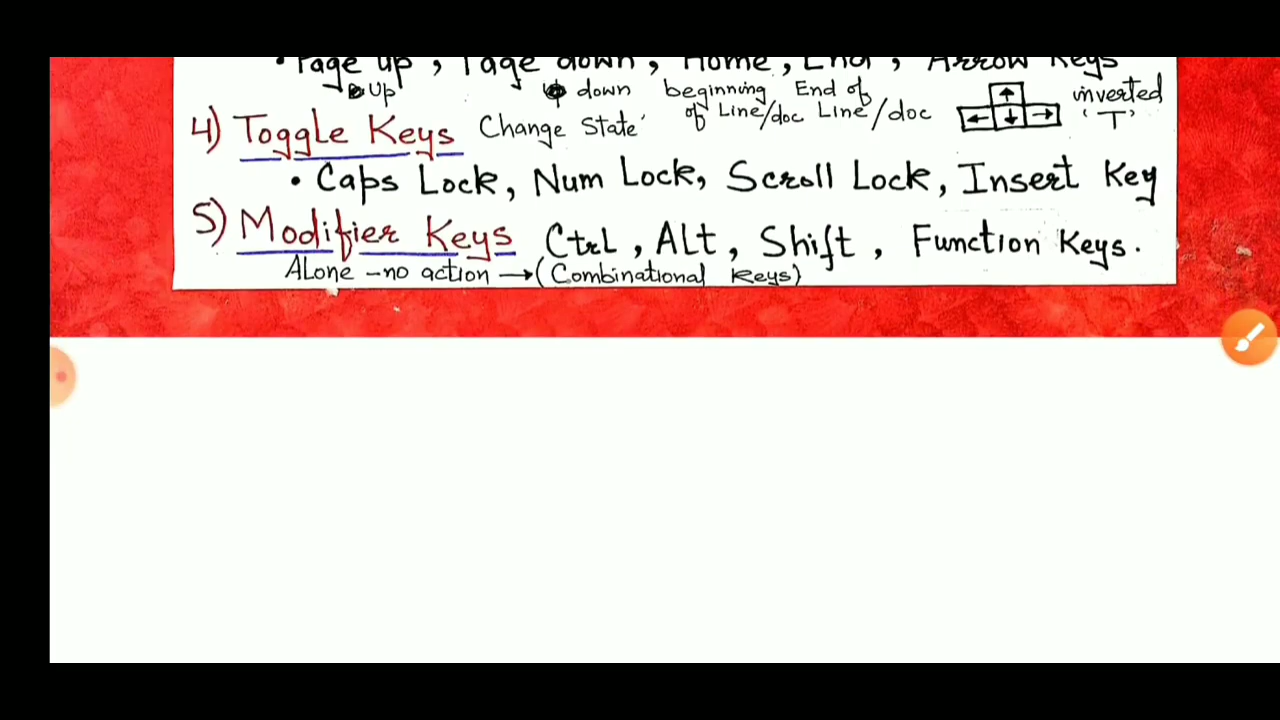 • Page up, Page down, Home, End, Arrow Keys
Up down beginning of Line/doc End of Line/doc inverted 'T'
4) Toggle Keys Change State
• Caps Lock, Num Lock, Scroll Lock, Insert Key
5) Modifier Keys Ctrl, Alt, Shift, Function Keys.
Alone - no action → (Combinational Keys)